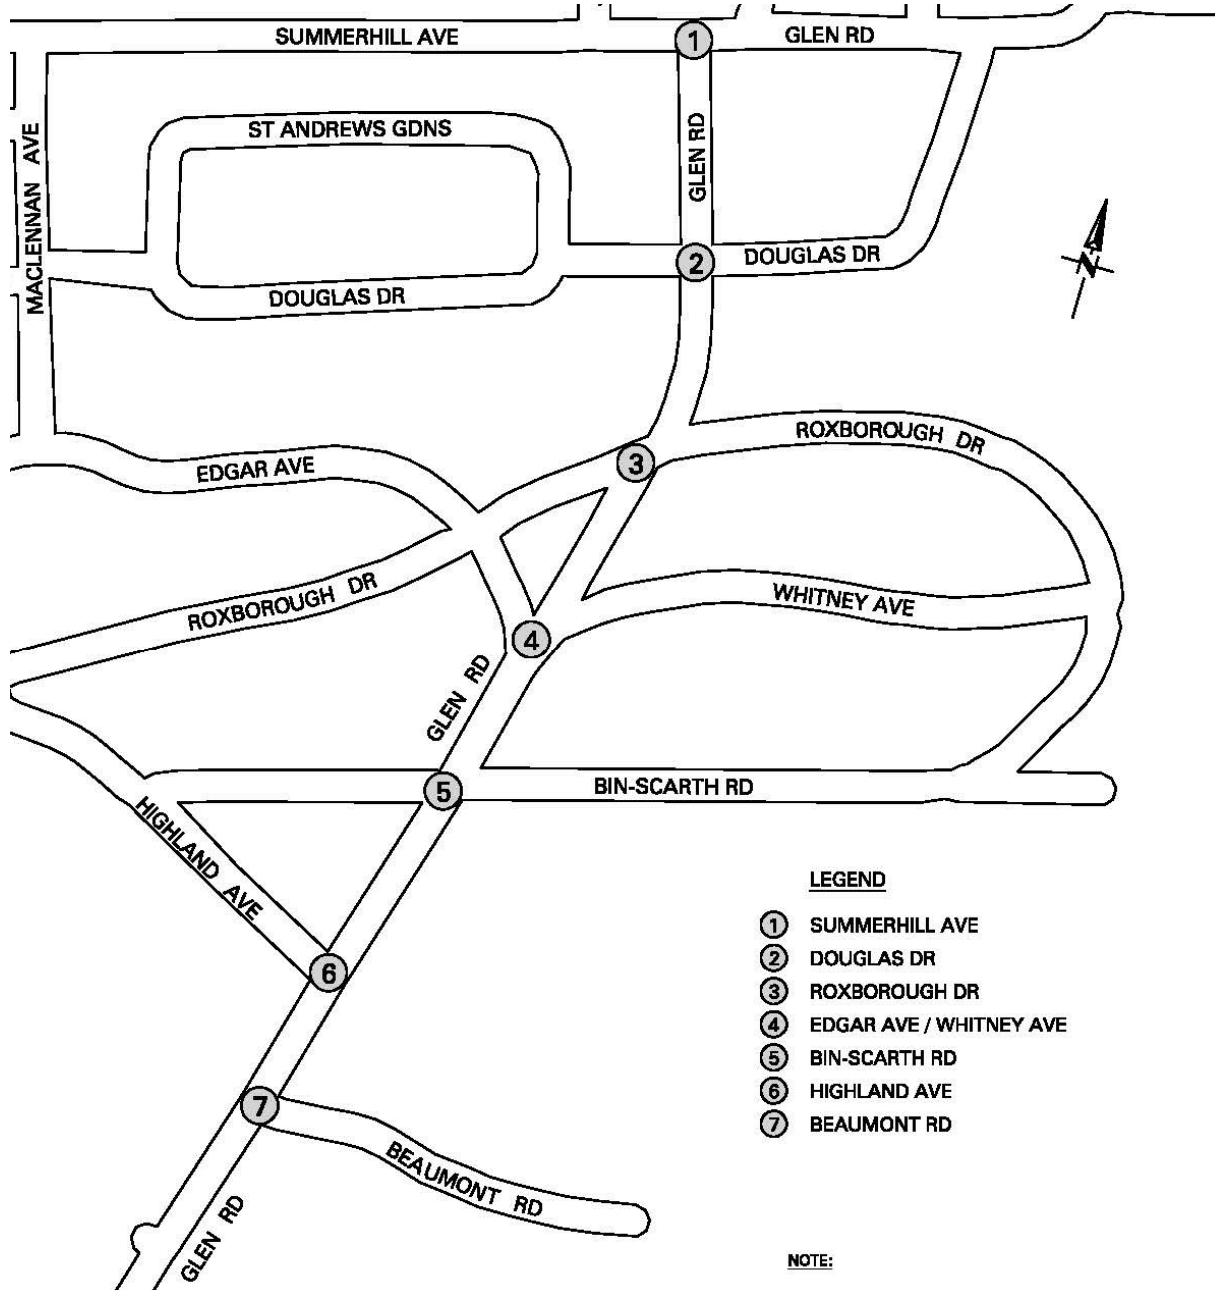 SUMMERHILL AVE
1
GLEN RD
MACLENNAN AVE
ST ANDREWS GDNS
GLEN RD
N
2
DOUGLAS DR
DOUGLAS DR
EDGAR AVE
3
ROXBOROUGH DR
ROXBOROUGH DR
4
WHITNEY AVE
GLEN RD
5
BIN-SCARTH RD
HIGHLAND AVE
6
7
BEAUMONT RD
GLEN RD
LEGEND
1 SUMMERHILL AVE
2 DOUGLAS DR
3 ROXBOROUGH DR
4 EDGAR AVE / WHITNEY AVE
5 BIN-SCARTH RD
6 HIGHLAND AVE
7 BEAUMONT RD
NOTE: